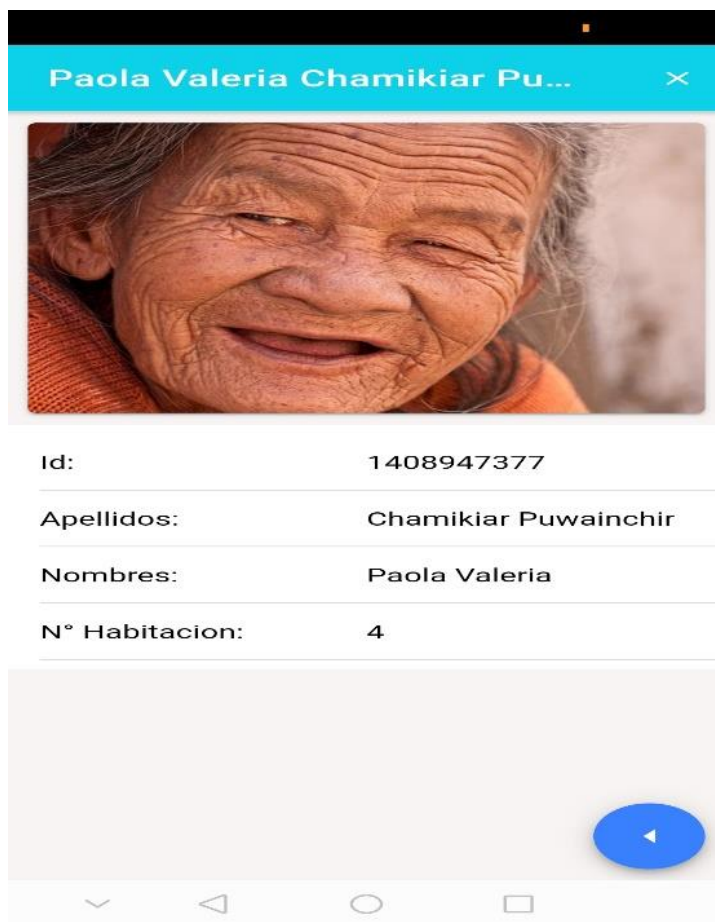 Paola Valeria Chamikiar Pu...
Id: 1408947377
Apellidos: Chamikiar Puwainchir
Nombres: Paola Valeria
N° Habitacion: 4